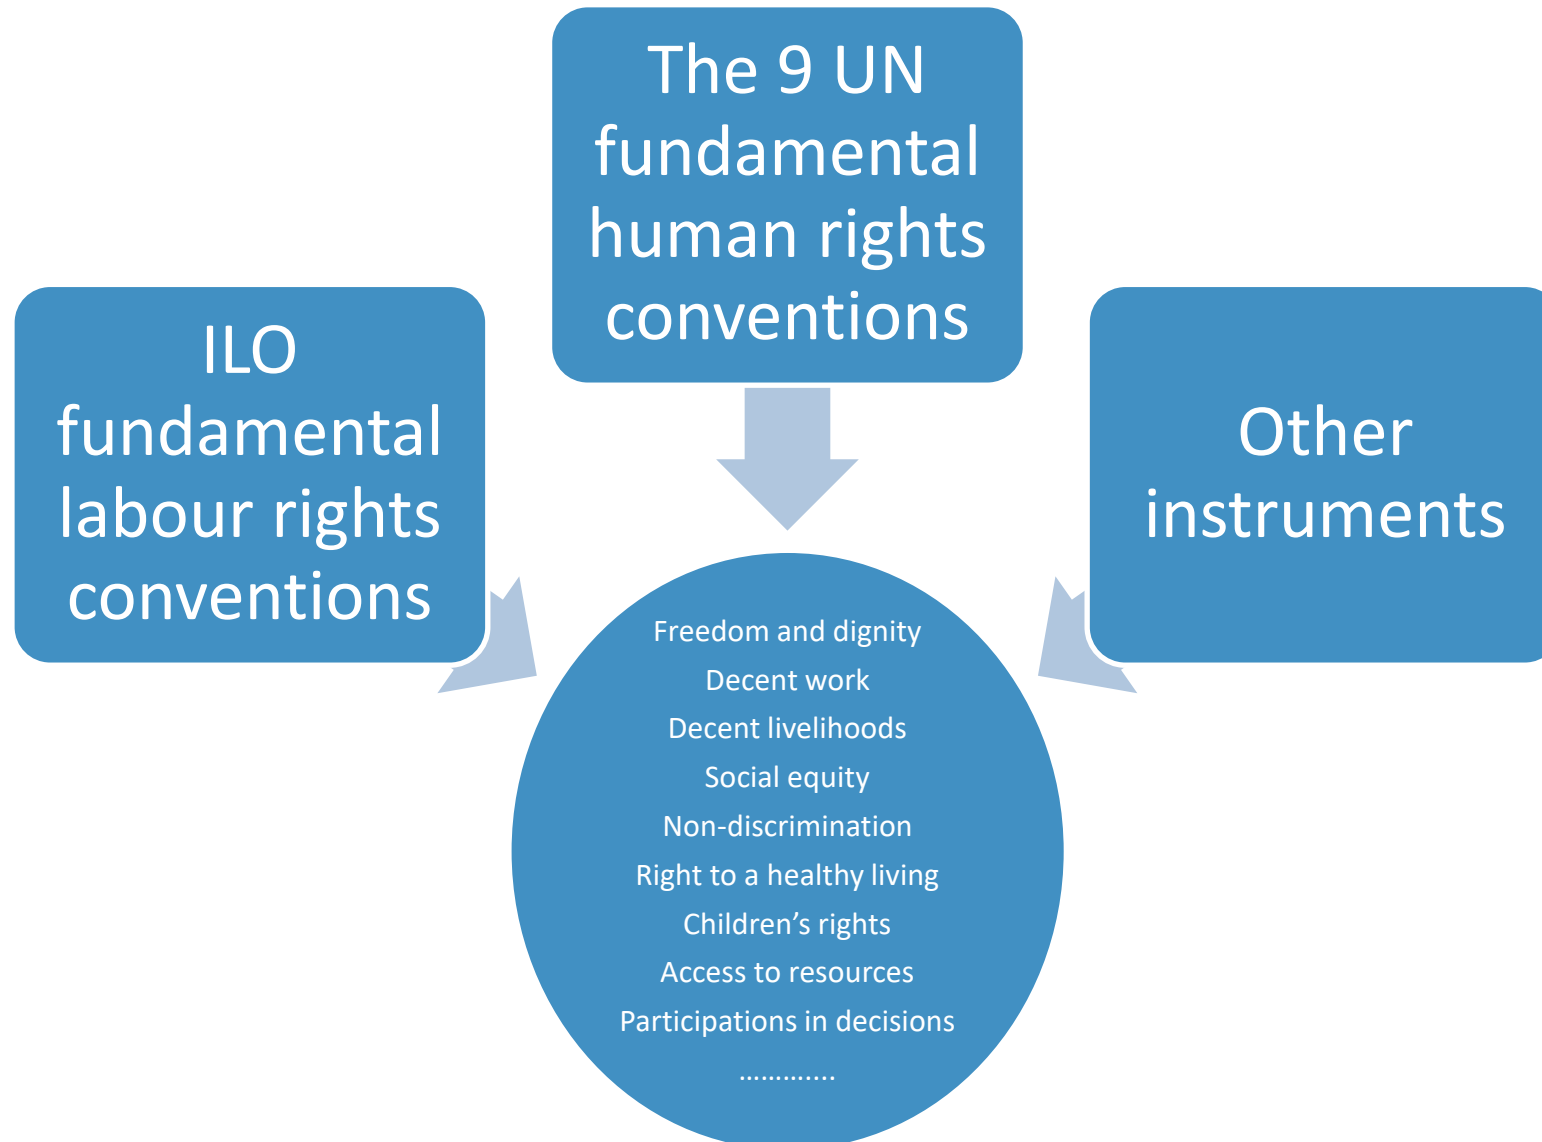 The 9 UN
fundamental
human rights
conventions
ILO
fundamental
labour rights
conventions
Other
instruments
Freedom and dignity
Decent work
Decent livelihoods
Social equity
Non-discrimination
Right to a healthy living
Children’s rights
Access to resources
Participations in decisions
…………....